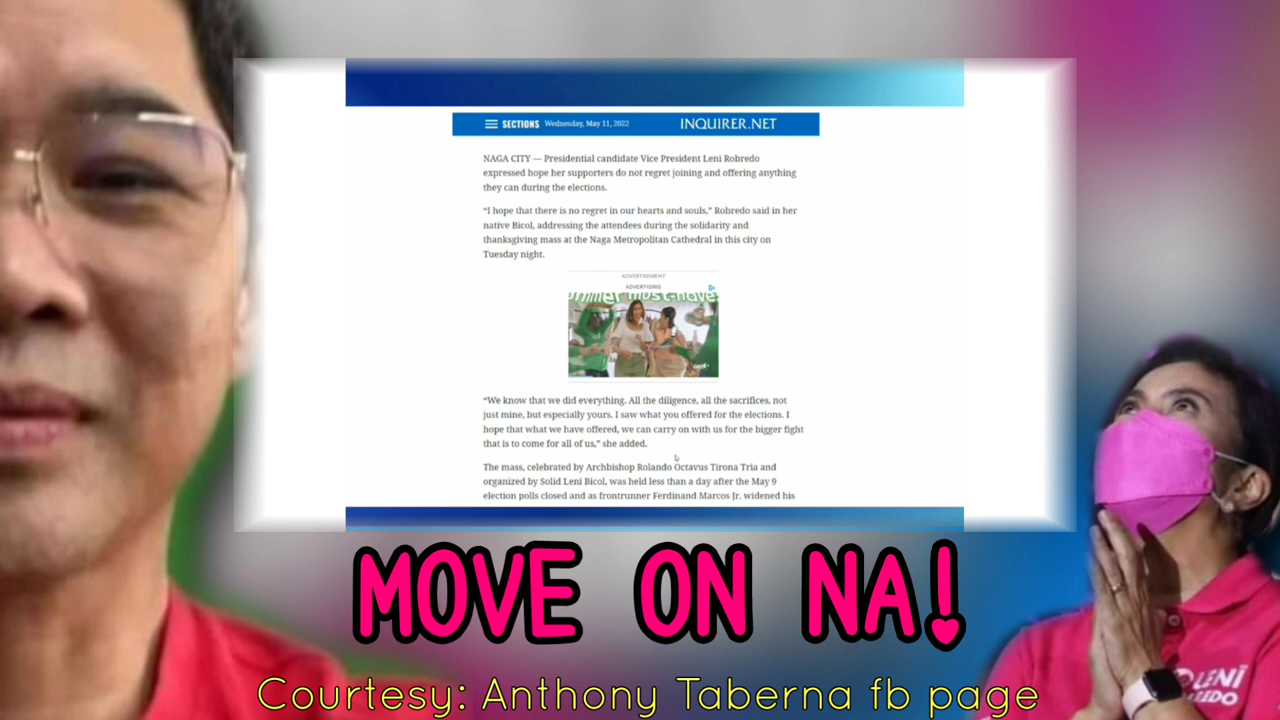 SECTIONS Wednesday, May 11, 2022 INQUIRER.NET
NAGA CITY — Presidential candidate Vice President Leni Robredo
expressed hope her supporters do not regret joining and offering anything
they can during the elections.
“I hope that there is no regret in our hearts and souls,” Robredo said in her
native Bicol, addressing the attendees during the solidarity and
thanksgiving mass at the Naga Metropolitan Cathedral in this city on
Tuesday night.
ADVERTISEMENT
ADVERTISING
ummer must-have
“We know that we did everything. All the diligence, all the sacrifices, not
just mine, but especially yours. I saw what you offered for the elections. I
hope that what we have offered, we can carry on with us for the bigger fight
that is to come for all of us,” she added.
The mass, celebrated by Archbishop Rolando Octavus Tirona Tria and
organized by Solid Leni Bicol, was held less than a day after the May 9
election polls closed and as frontrunner Ferdinand Marcos Jr. widened his
MOVE ON NA!
LENI
REDO
Courtesy: Anthony Taberna fb page